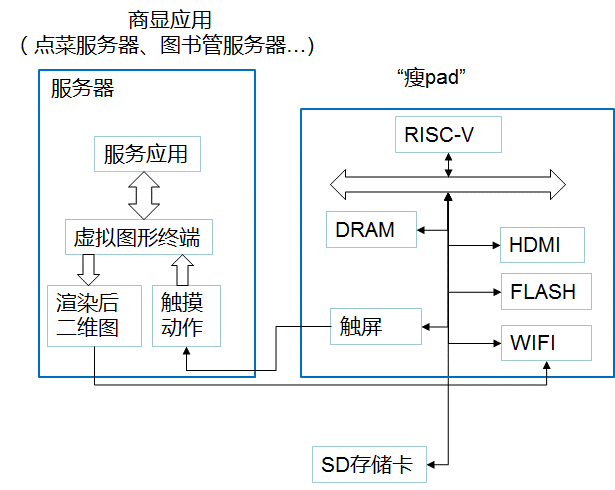 商显应用
（ 点菜服务器、图书管服务器…)
服务器
服务应用
虚拟图形终端
渲染后
二维图
触摸
动作
“瘦pad”
RISC-V
DRAM
HDMI
FLASH
触屏
WIFI
SD存储卡